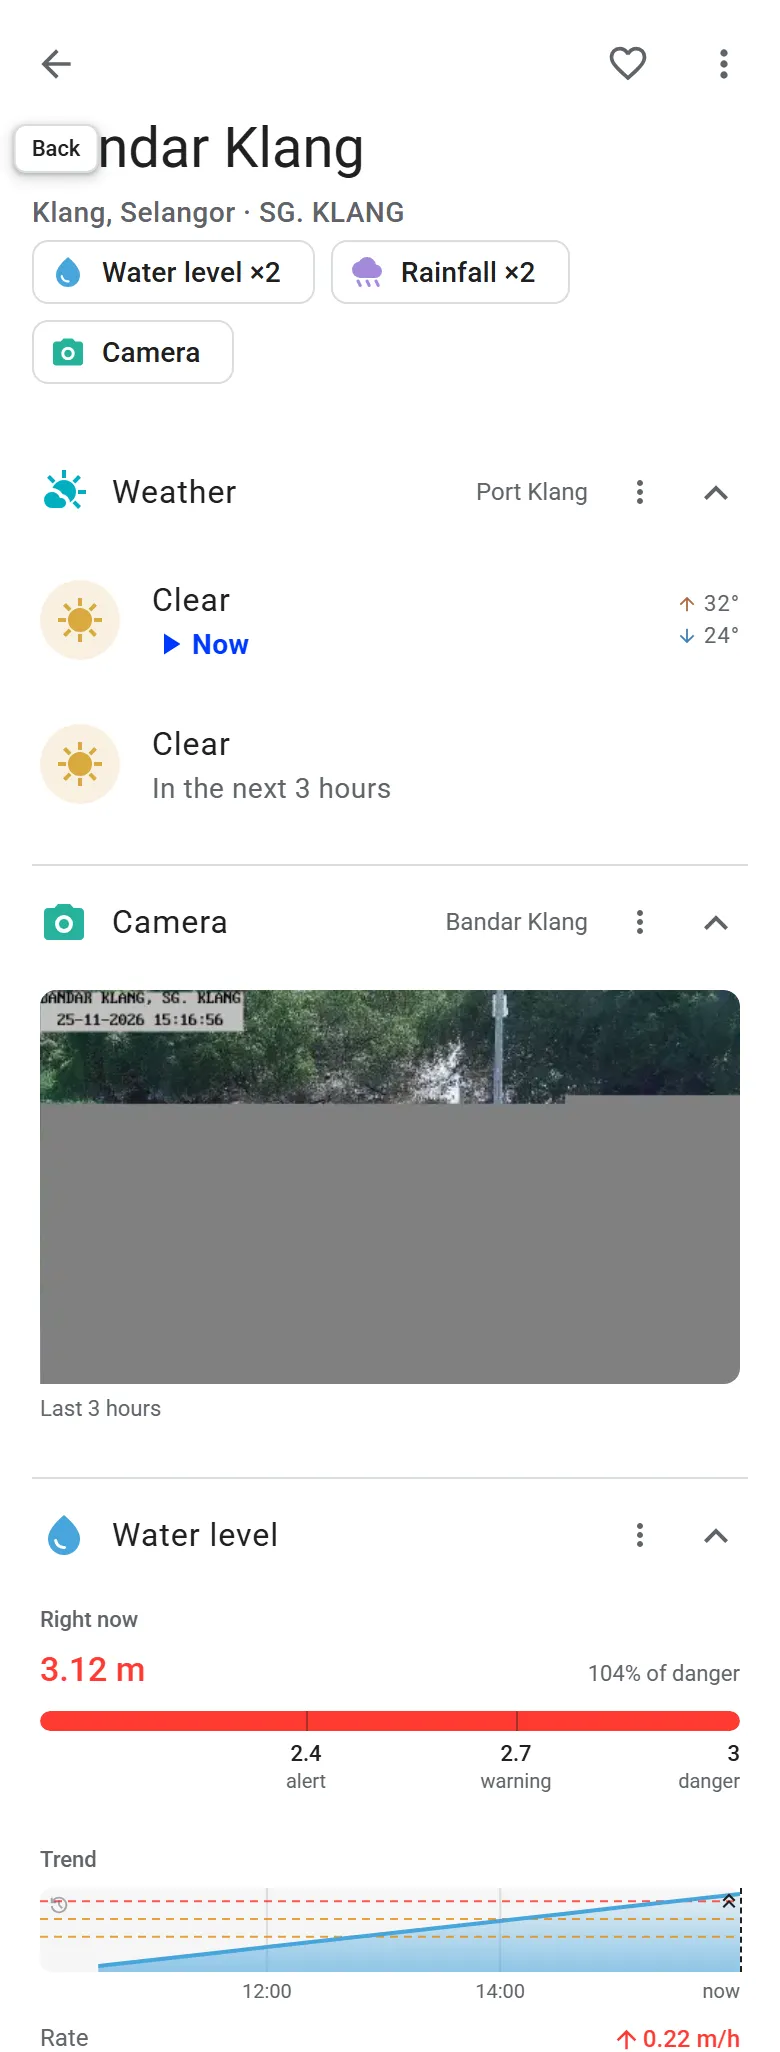 Back
ndar Klang
Klang, Selangor · SG. KLANG
Water level ×2
Rainfall ×2
Camera
Weather
Port Klang
Clear
Now
32°
24°
Clear
In the next 3 hours
Camera
Bandar Klang
BANDAR KLANG, SG. KLANG
25-11-2026 15:16:56
Last 3 hours
Water level
Right now
3.12 m
104% of danger
2.4
2.7
3
alert
warning
danger
Trend
12:00
14:00
now
Rate
0.22 m/h